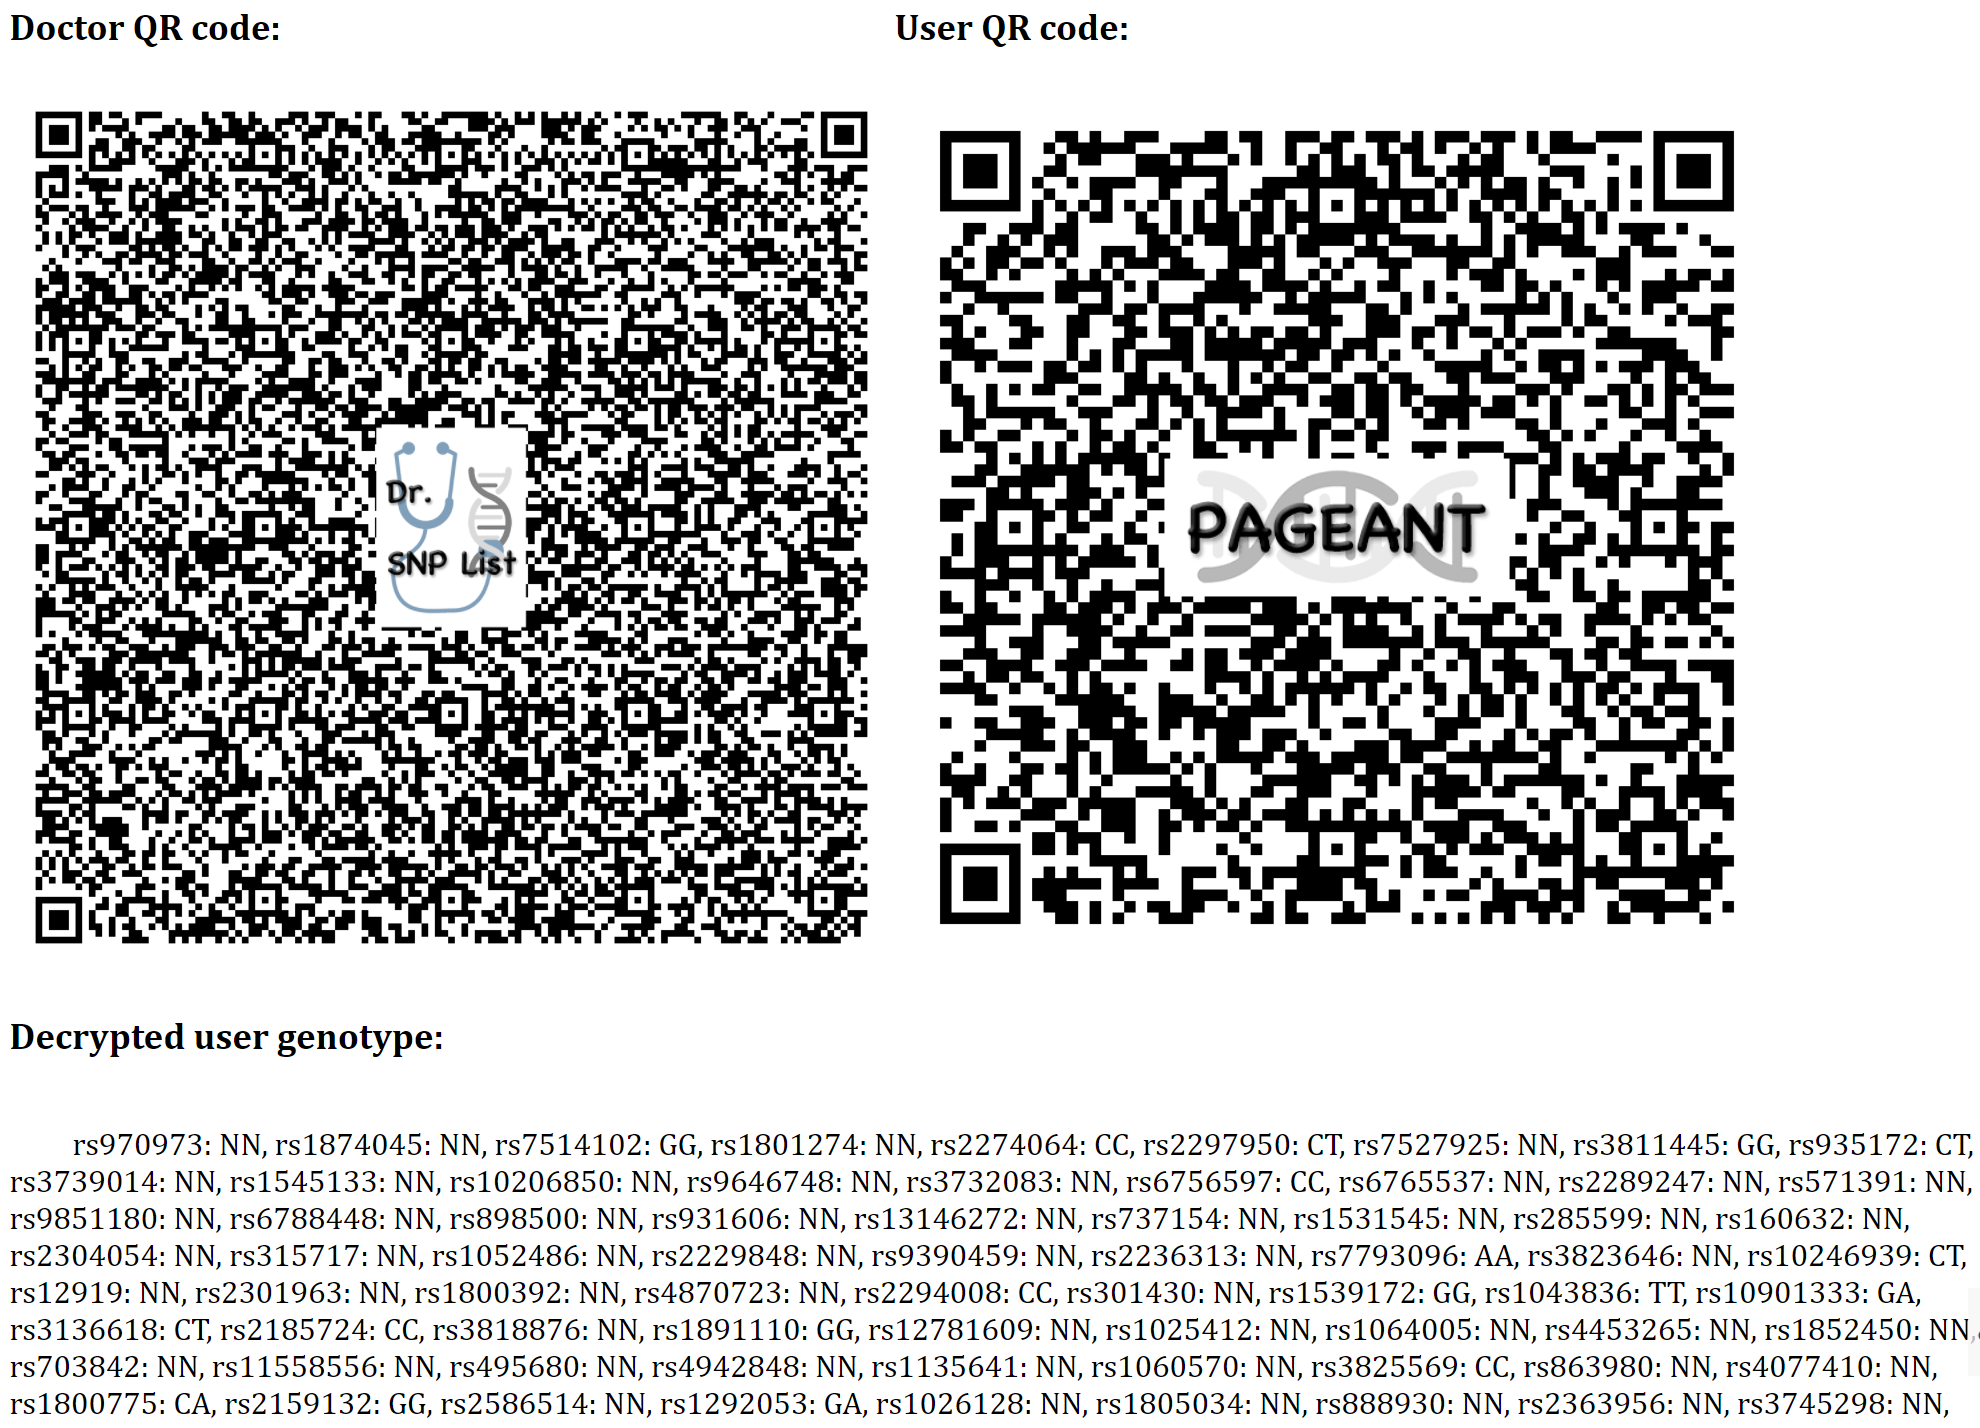 Doctor QR code:
User QR code:
Dr.
SNP List
PAGEANT
Decrypted user genotype:
rs970973: NN, rs1874045: NN, rs7514102: GG, rs1801274: NN, rs2274064: CC, rs2297950: CT, rs7527925: NN, rs3811445: GG, rs935172: CT,
rs3739014: NN, rs1545133: NN, rs10206850: NN, rs9646748: NN, rs3732083: NN, rs6756597: CC, rs6765537: NN, rs2289247: NN, rs571391: NN,
rs9851180: NN, rs6788448: NN, rs898500: NN, rs931606: NN, rs13146272: NN, rs737154: NN, rs1531545: NN, rs285599: NN, rs160632: NN,
rs2304054: NN, rs315717: NN, rs1052486: NN, rs2229848: NN, rs9390459: NN, rs2236313: NN, rs7793096: AA, rs3823646: NN, rs10246939: CT,
rs12919: NN, rs2301963: NN, rs1800392: NN, rs4870723: NN, rs2294008: CC, rs301430: NN, rs1539172: GG, rs1043836: TT, rs10901333: GA,
rs3136618: CT, rs2185724: CC, rs3818876: NN, rs1891110: GG, rs12781609: NN, rs1025412: NN, rs1064005: NN, rs4453265: NN, rs1852450: NN,
rs703842: NN, rs11558556: NN, rs495680: NN, rs4942848: NN, rs1135641: NN, rs1060570: NN, rs3825569: CC, rs863980: NN, rs4077410: NN,
rs1800775: CA, rs2159132: GG, rs2586514: NN, rs1292053: GA, rs1026128: NN, rs1805034: NN, rs888930: NN, rs2363956: NN, rs3745298: NN,